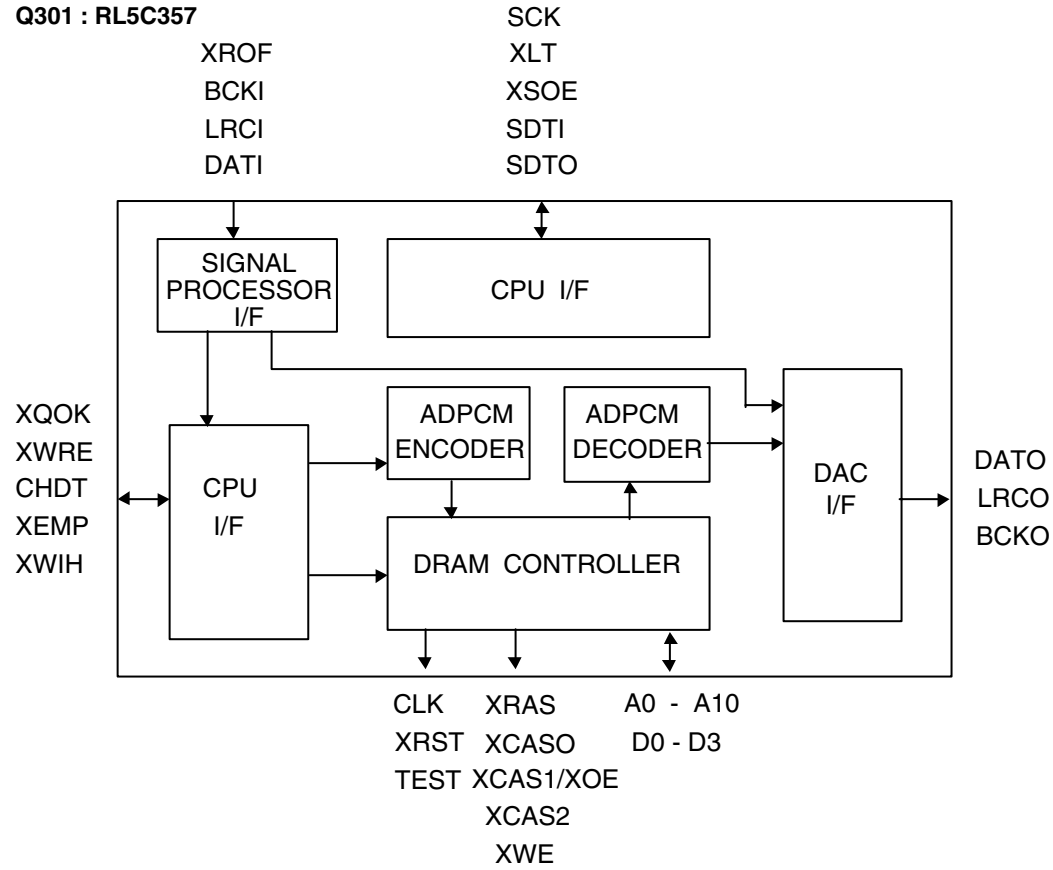 Q301 : RL5C357
XROF
BCKI
LRCI
DATI
SCK
XLT
XSOE
SDTI
SDTO
SIGNAL
PROCESSOR
I/F
CPU I/F
XQOK
XWRE
CHDT
XEMP
XWIH
CPU
I/F
ADPCM
ENCODER
ADPCM
DECODER
DRAM CONTROLLER
DAC
I/F
DATO
LRCO
BCKO
CLK
XRST
TEST
XRAS
XCASO
XCAS1/XOE
XCAS2
XWE
A0 - A10
D0 - D3